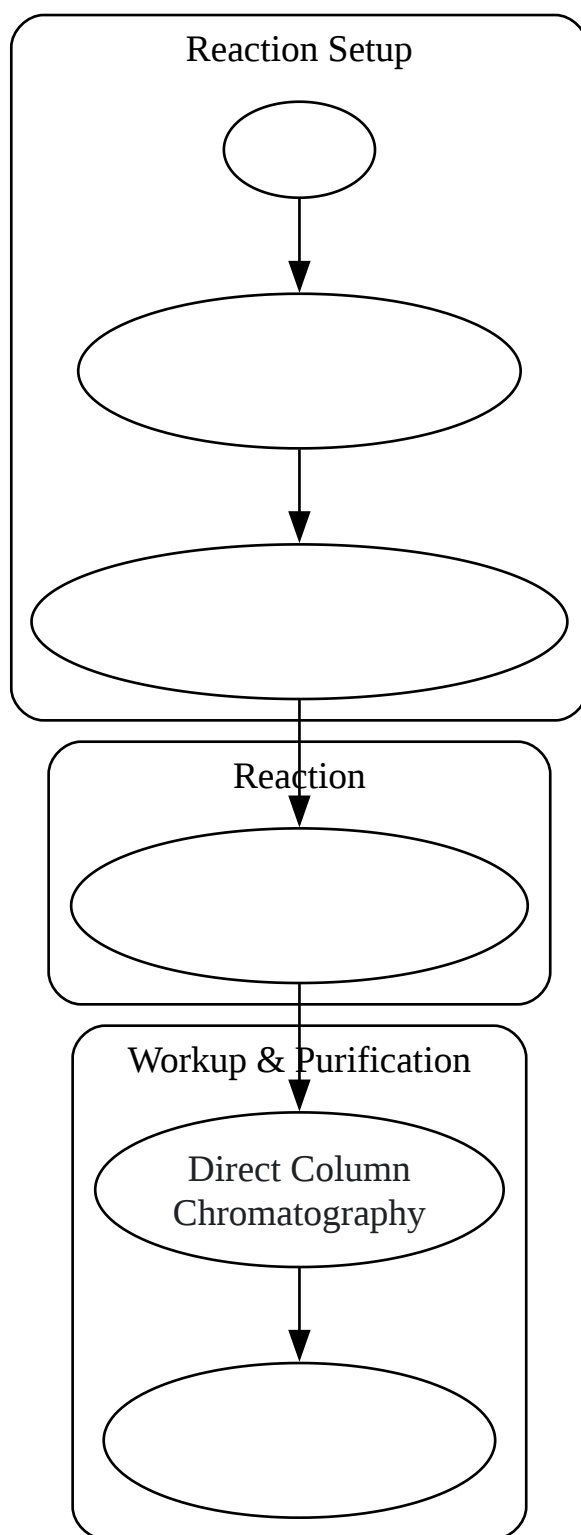 Reaction Setup
Reaction
Workup & Purification
Direct Column
Chromatography